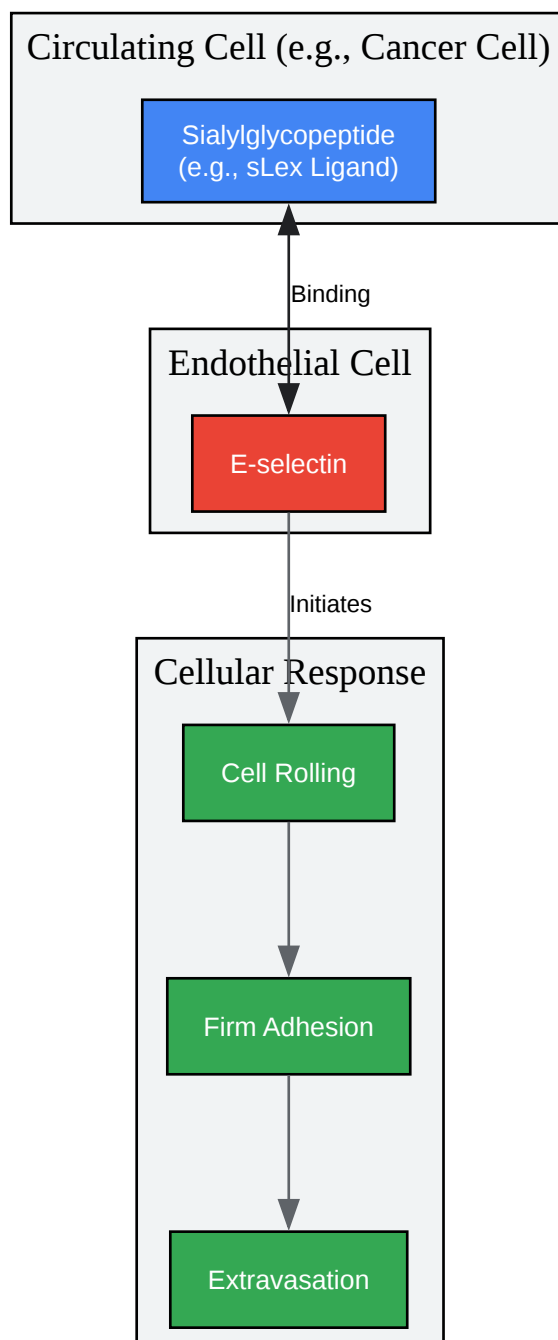 Circulating Cell (e.g., Cancer Cell)
Sialylglycopeptide
(e.g., sLex Ligand)
Binding
Endothelial Cell
E-selectin
Initiates
Cellular Response
Cell Rolling
Firm Adhesion
Extravasation